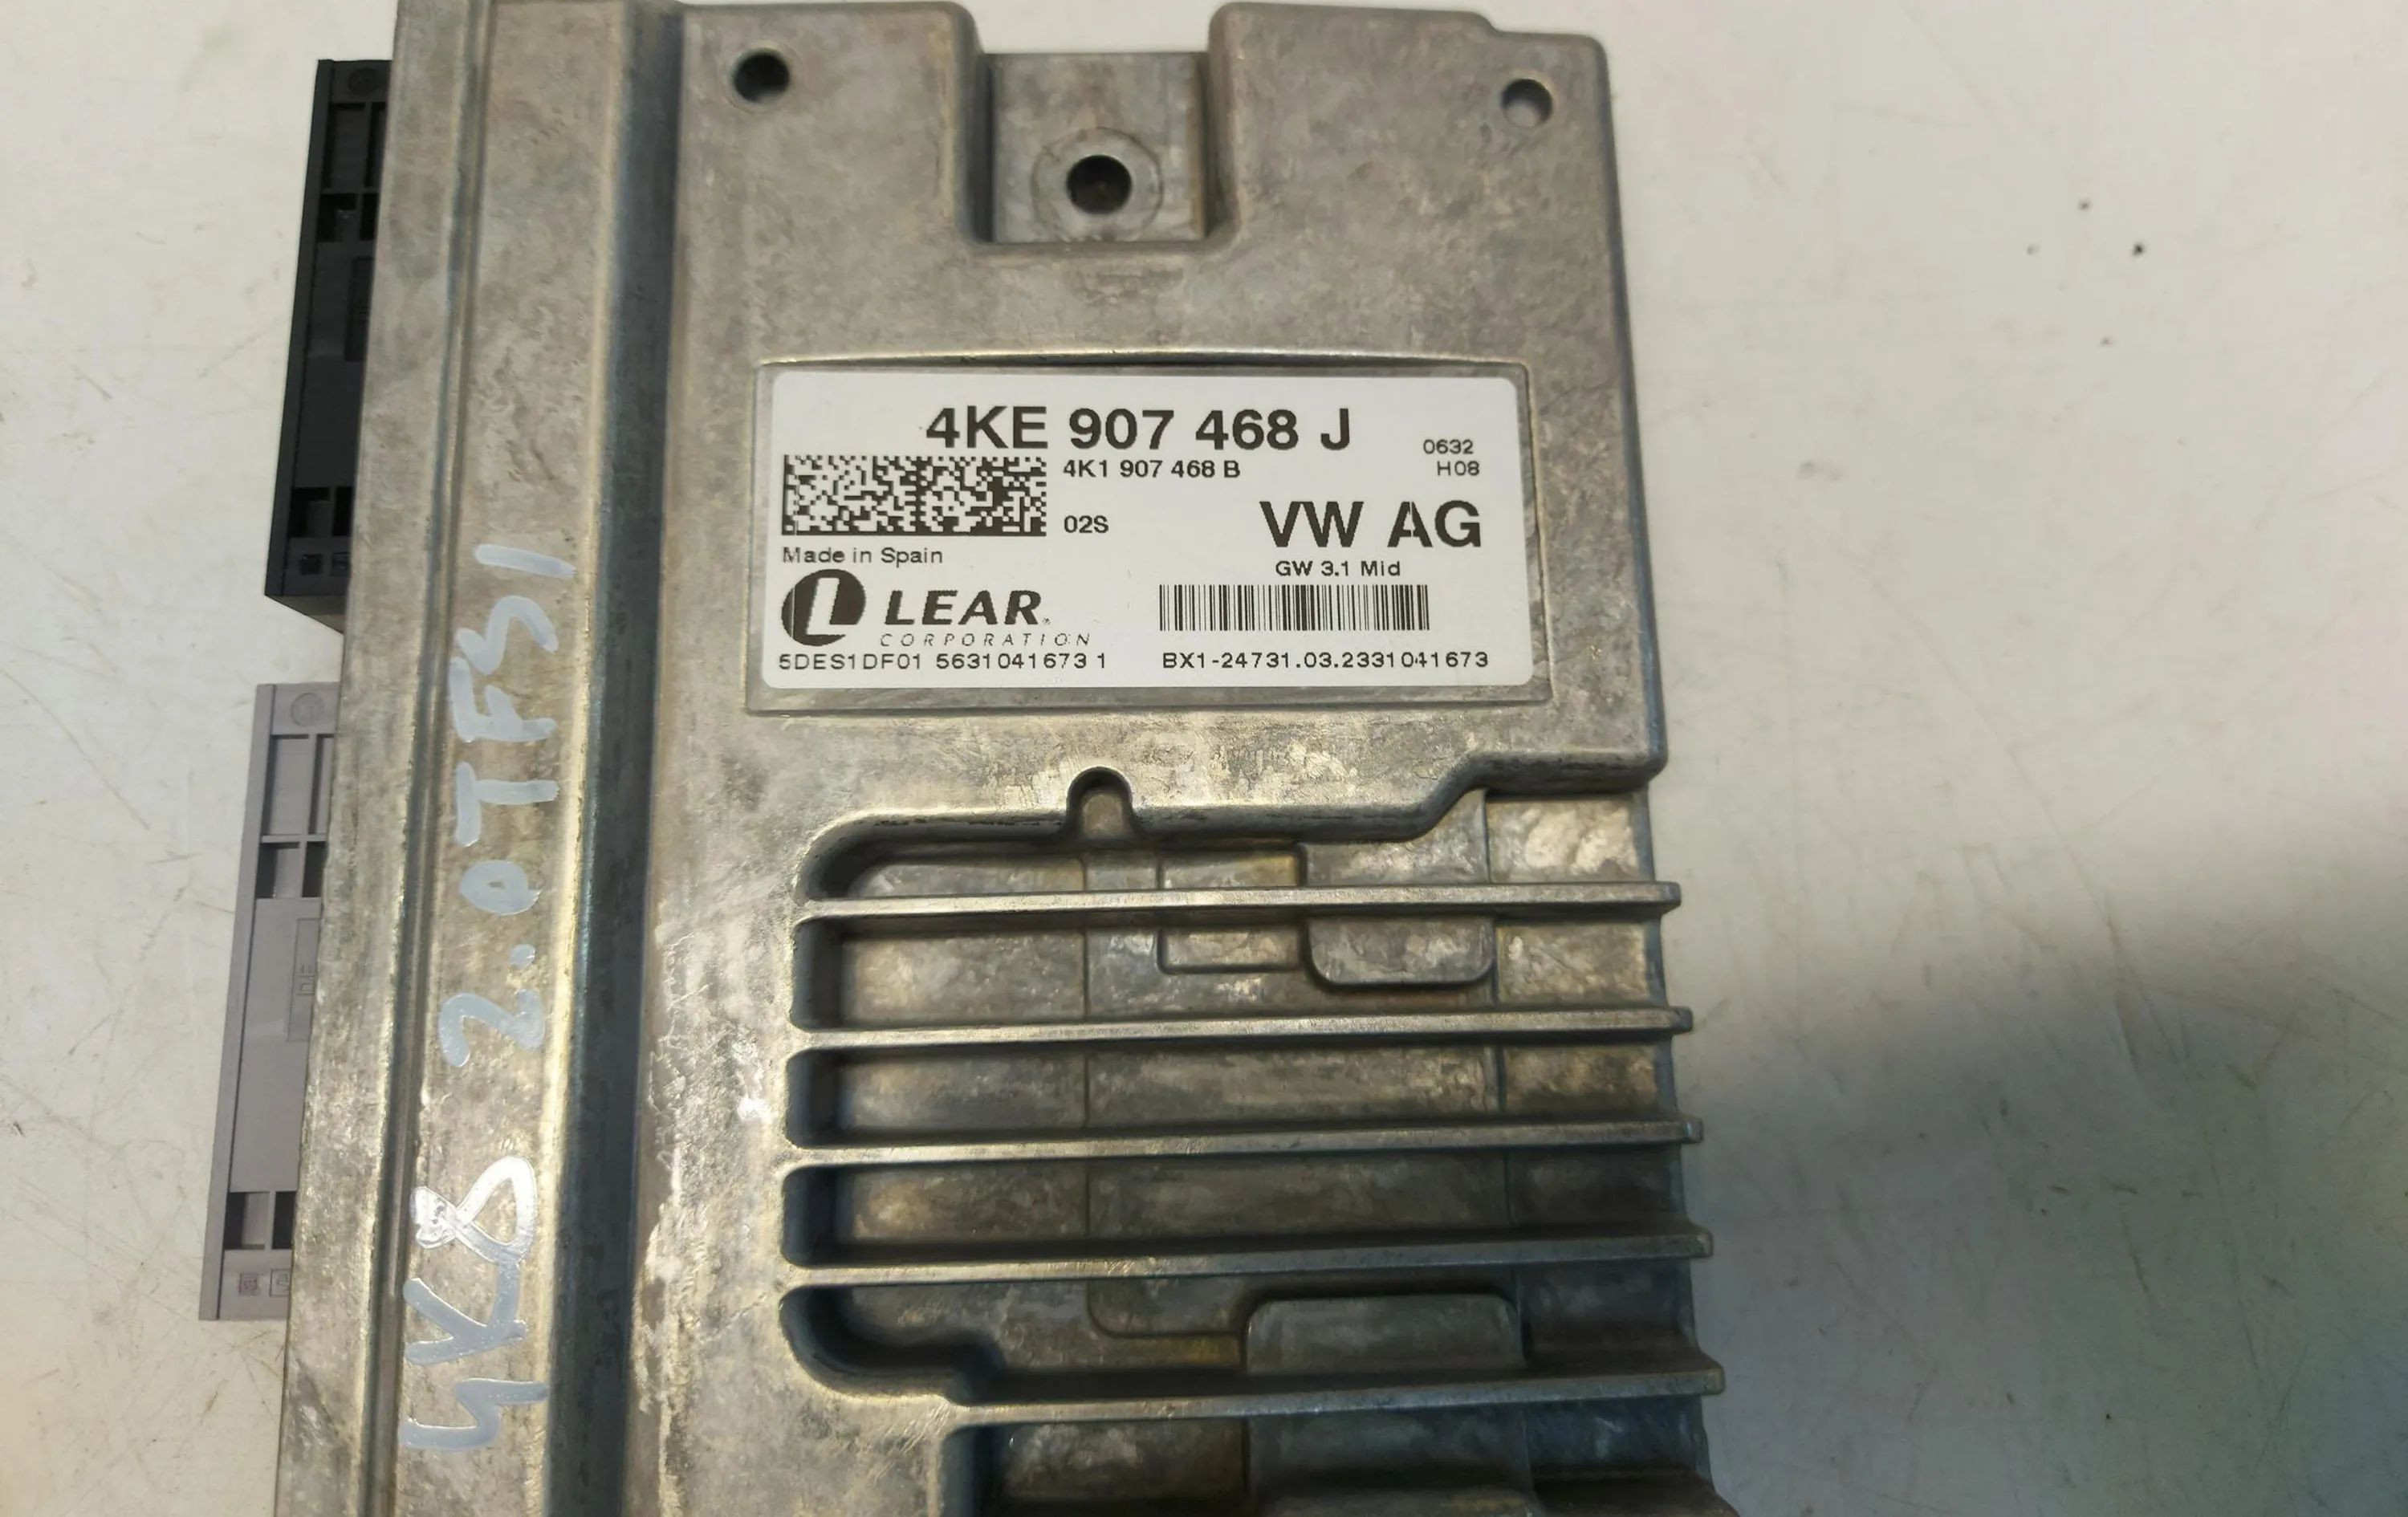 4KE 907 468 J
0632
4K1 907 468 B
H08
02S
VW AG
Made in Spain
GW 3.1 Mid
LEAR
CORPORATION
5DES1DF01 5631041673 1
BX1-24731.03.2331041673
4K8 2.0TFSI